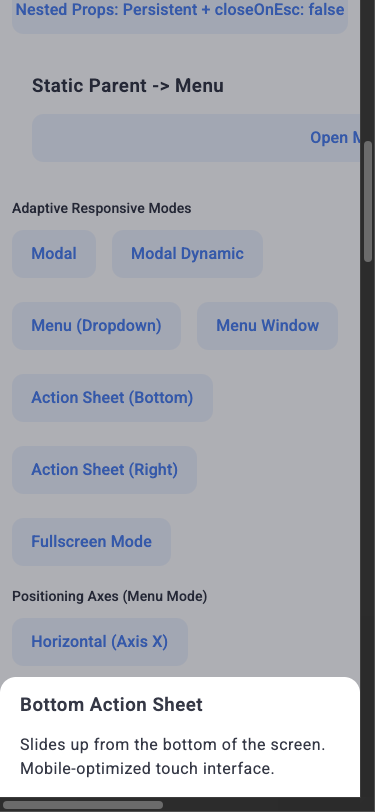 Nested Props: Persistent + closeOnEsc: false
Static Parent -> Menu
Open
Adaptive Responsive Modes
Modal
Modal Dynamic
Menu (Dropdown)
Menu Window
Action Sheet (Bottom)
Action Sheet (Right)
Fullscreen Mode
Positioning Axes (Menu Mode)
Horizontal (Axis X)
Bottom Action Sheet
Slides up from the bottom of the screen.
Mobile-optimized touch interface.